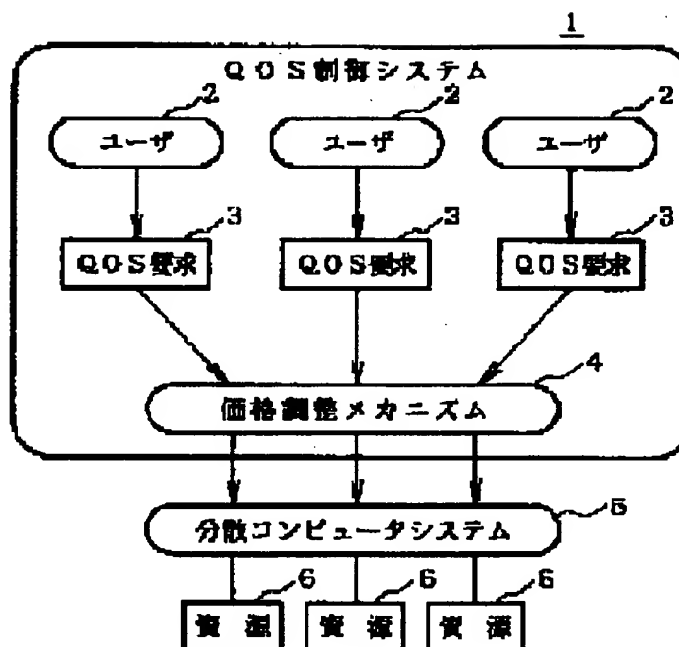 1
QOS制御システム
2 2 2
ユーザ ユーザ ユーザ
3 3 3
QOS要求 QOS要求 QOS要求
4
価格調整メカニズム
5
分散コンピュータシステム
6 6 6
資源 資源 資源